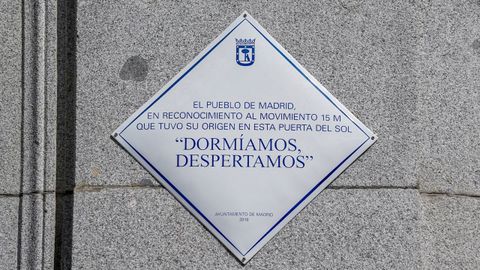 EL PUEBLO DE MADRID,
EN RECONOCIMIENTO AL MOVIMIENTO 15 M
QUE TUVO SU ORIGEN EN ESTA PUERTA DEL SOL
“DORMÍAMOS,
DESPERTAMOS”
AYUNTAMIENTO DE MADRID